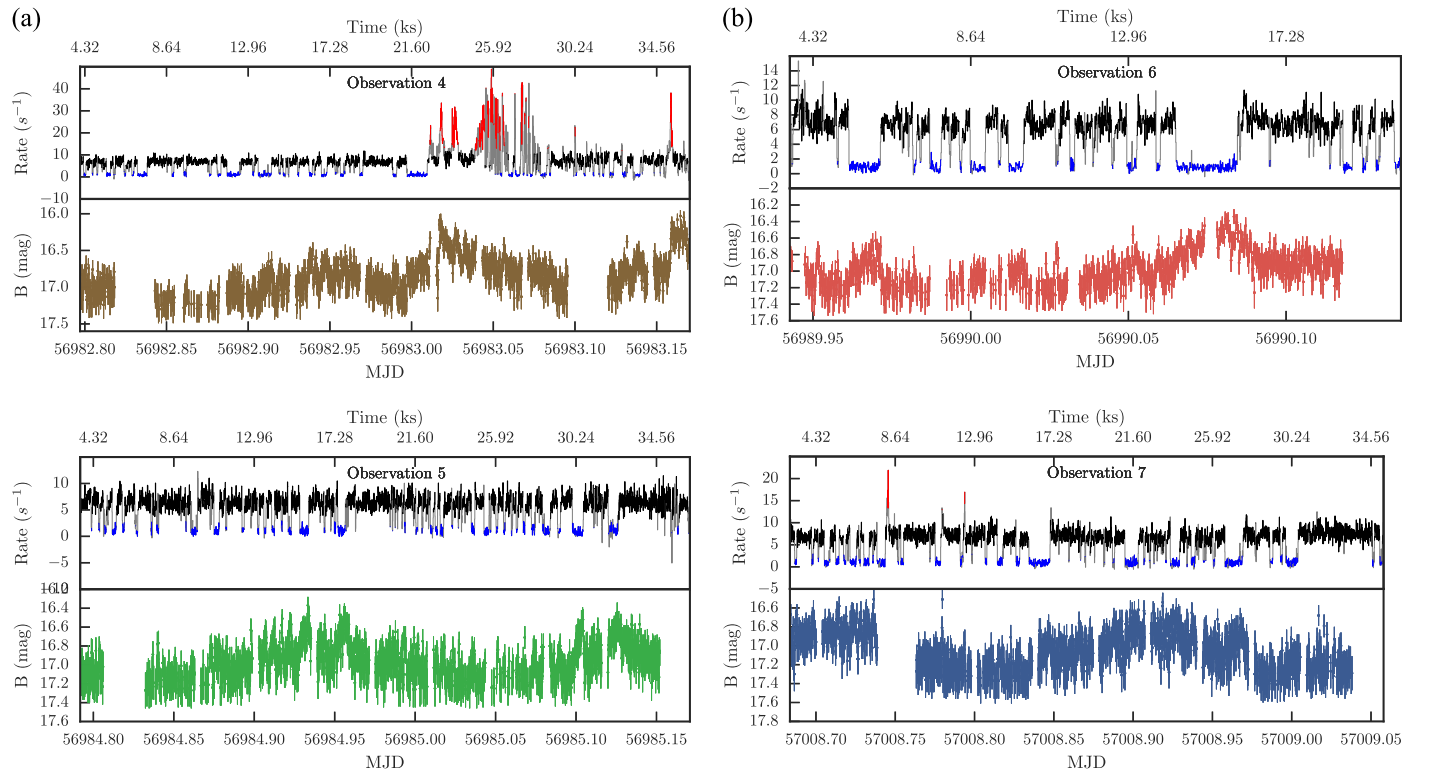 (a)
Time (ks)
4.32 8.64 12.96 17.28 21.60 25.92 30.24 34.56
Observation 4
Rate (s⁻¹)
40
30
20
10
0
−10
B (mag)
16.0
16.5
17.0
17.5
56982.80 56982.85 56982.90 56982.95 56983.00 56983.05 56983.10 56983.15
MJD
(b)
Time (ks)
4.32 8.64 12.96 17.28
Observation 6
Rate (s⁻¹)
14
12
10
8
6
4
2
0
−2
B (mag)
16.2
16.4
16.6
16.8
17.0
17.2
17.4
17.6
56989.95 56990.00 56990.05 56990.10
MJD
Time (ks)
4.32 8.64 12.96 17.28 21.60 25.92 30.24 34.56
Observation 5
Rate (s⁻¹)
10
5
0
−5
B (mag)
16.4
16.6
16.8
17.0
17.2
17.4
17.6
56984.80 56984.85 56984.90 56984.95 56985.00 56985.05 56985.10 56985.15
MJD
Time (ks)
4.32 8.64 12.96 17.28 21.60 25.92 30.24 34.56
Observation 7
Rate (s⁻¹)
20
15
10
5
0
−5
B (mag)
16.6
16.8
17.0
17.2
17.4
17.6
17.8
57008.70 57008.75 57008.80 57008.85 57008.90 57008.95 57009.00 57009.05
MJD